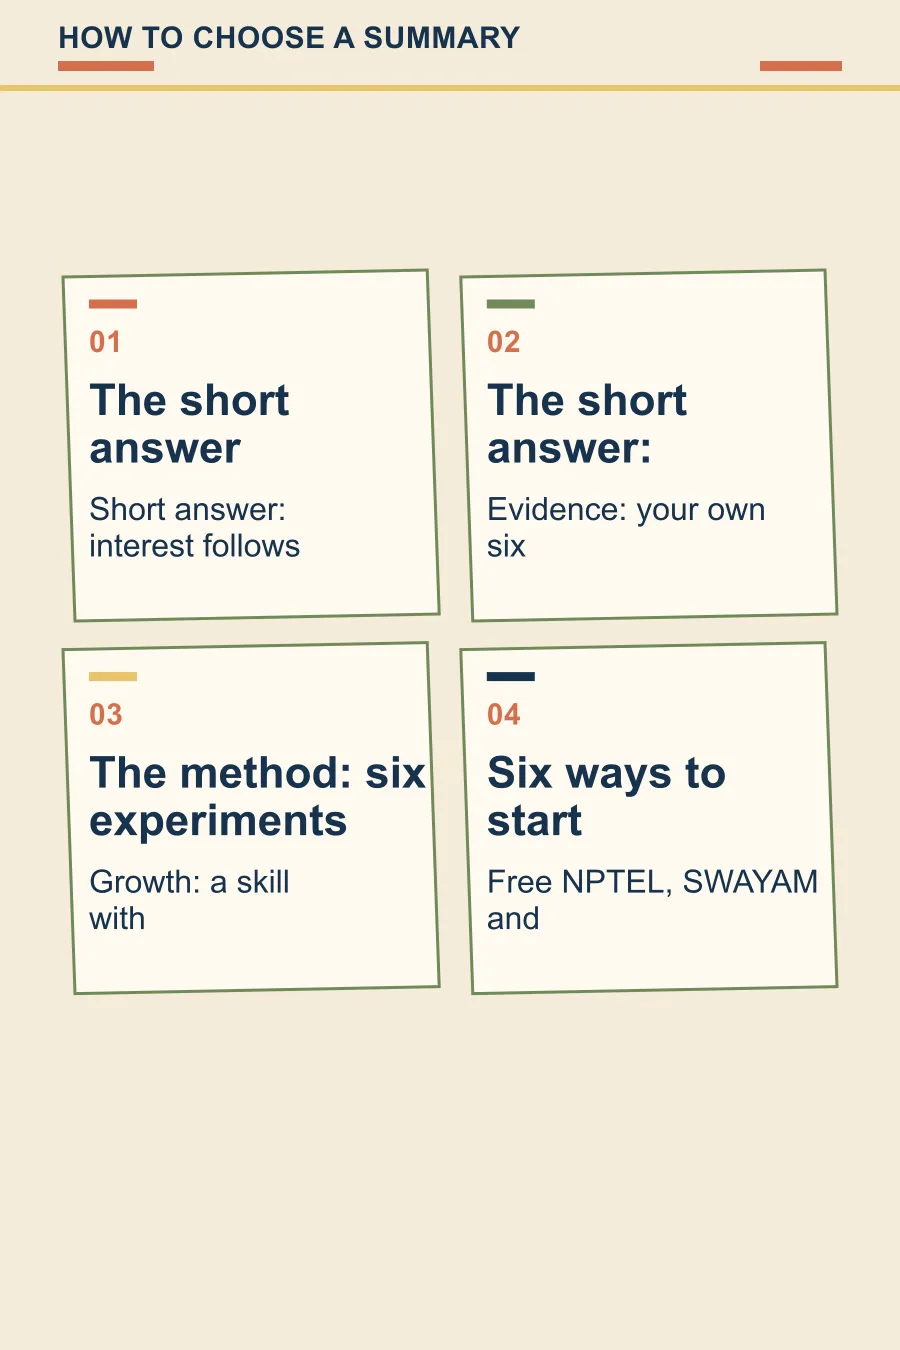 HOW TO CHOOSE A SUMMARY
01
The short
answer
Short answer:
interest follows
02
The short
answer:
Evidence: your own
six
03
The method: six
experiments
Growth: a skill
with
04
Six ways to
start
Free NPTEL, SWAYAM
and